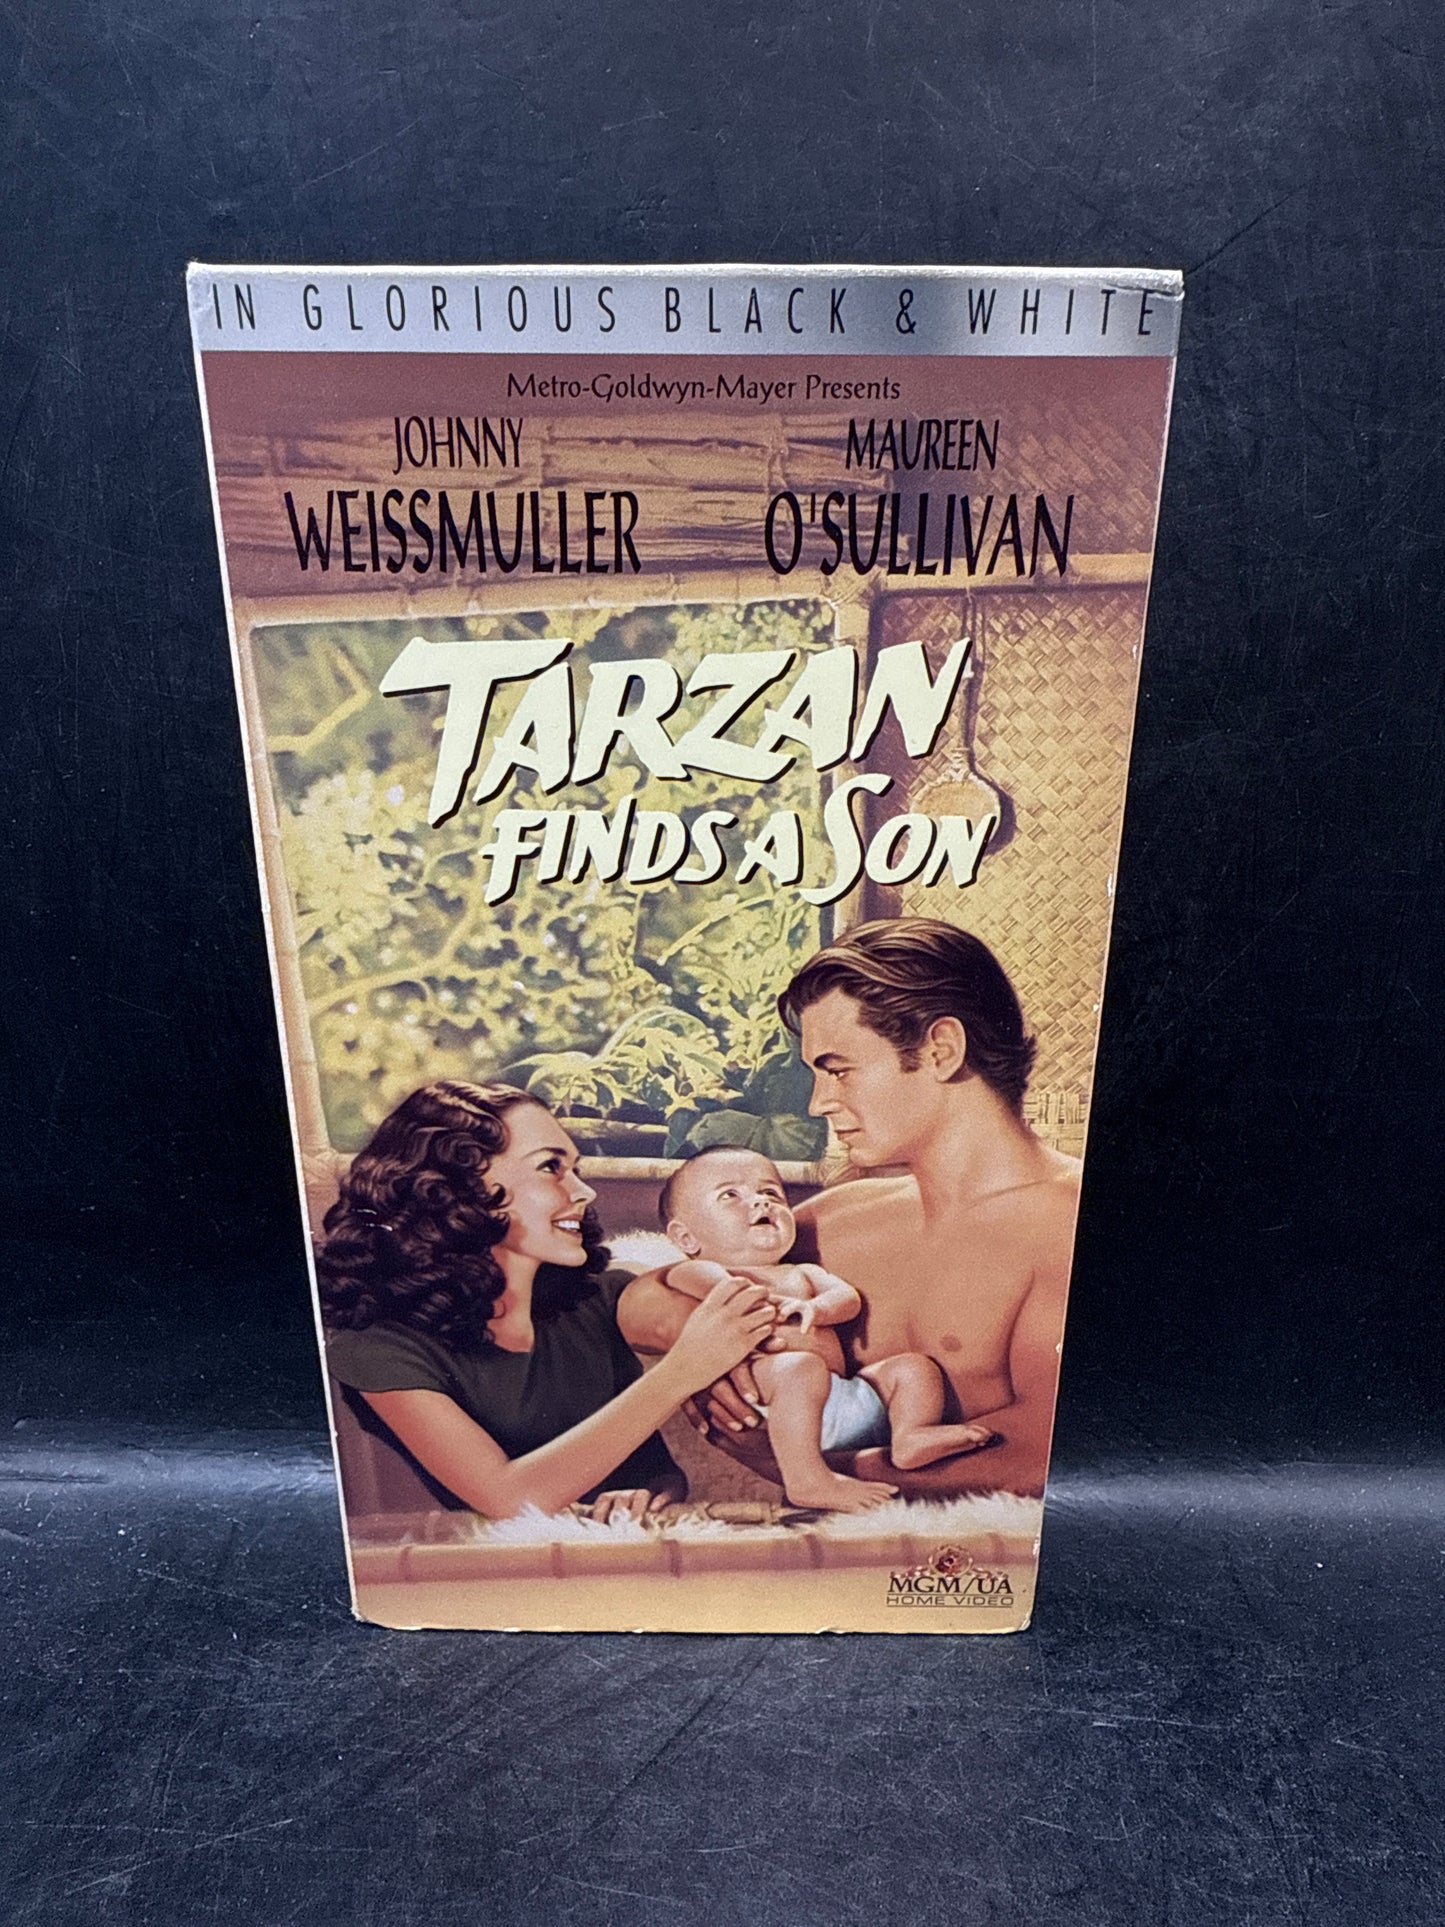 IN GLORIOUS BLACK & WHITE
Metro-Goldwyn-Mayer Presents
JOHNNY
WEISSMULLER
MAUREEN
O'SULLIVAN
TARZAN
FINDS A SON
MGM/UA
HOME VIDEO